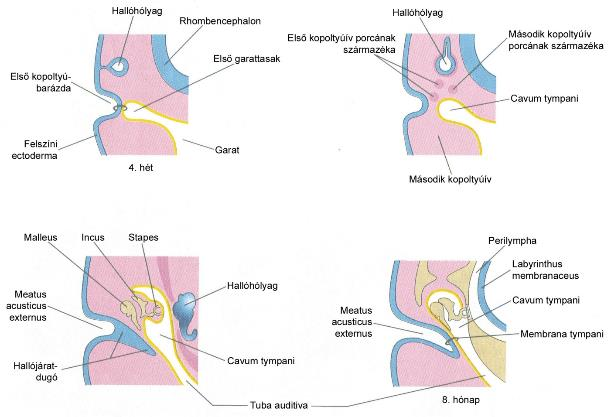 Hallóhólyag
Rhombencephalon
Első garattasak
Első kopoltyú-
barázda
Felszíni
ectoderma
Garat
4. hét
Hallóhólyag
Első kopoltyúív porcának
származéka
Második kopoltyúív
porcának származéka
Cavum tympani
Második kopoltyúív
Malleus
Incus
Stapes
Hallóhólyag
Meatus
acusticus
externus
Hallójárat-
dugó
Cavum tympani
Tuba auditiva
Perilympha
Labyrinthus
membranaceus
Cavum tympani
Meatus
acusticus
externus
Membrana tympani
8. hónap